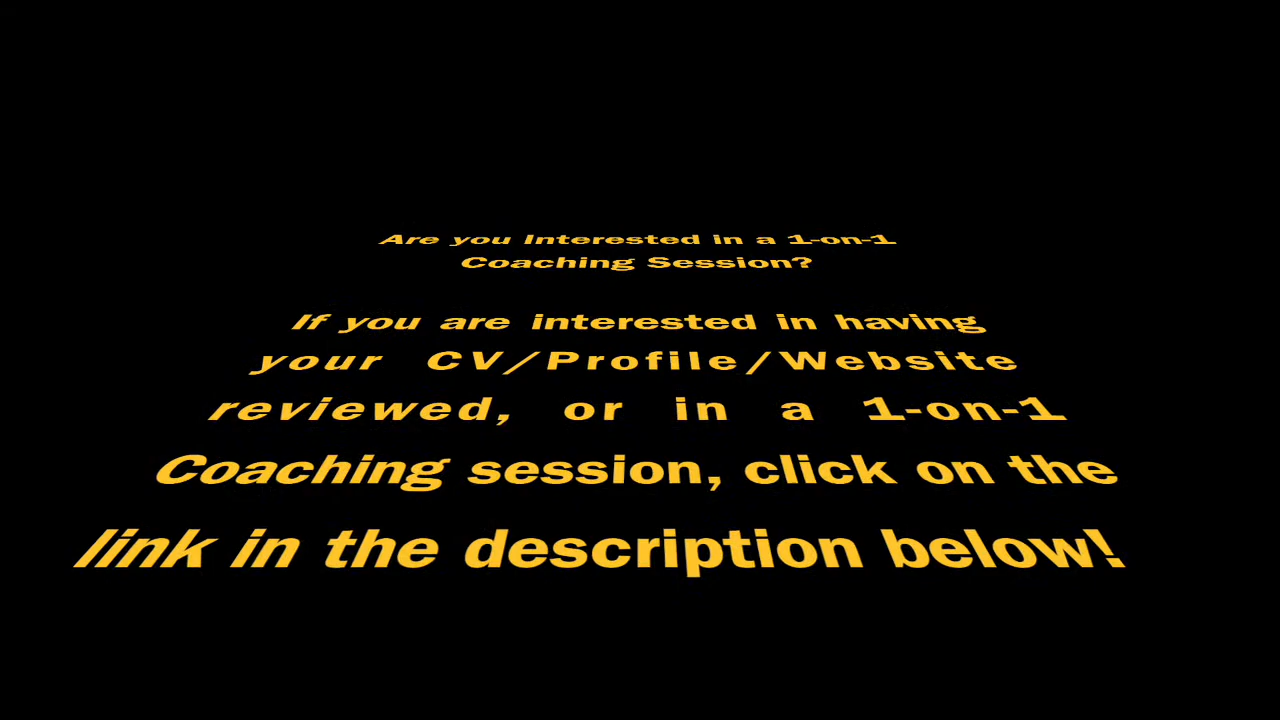 Are you Interested in a 1-on-1
Coaching Session?
If you are interested in having
your CV/Profile/Website
reviewed, or in a 1-on-1
Coaching session, click on the
link in the description below!